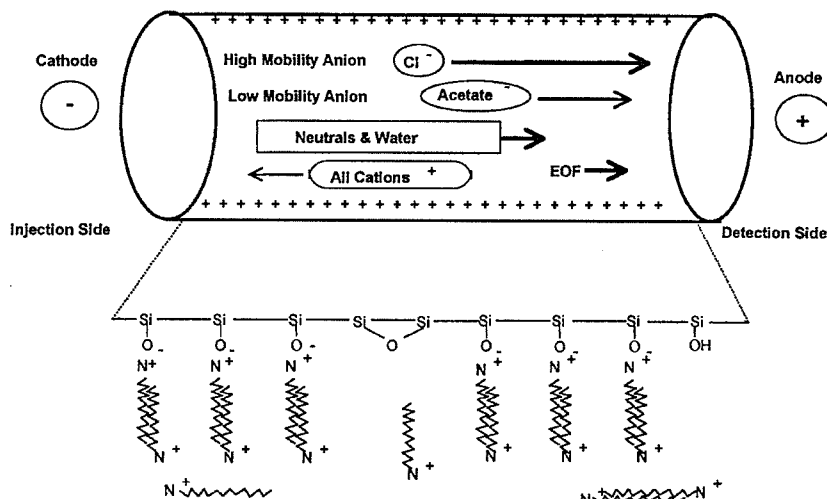 + + + + + + + + + + + + + + + + + + + + + + + + + + + + +
Cathode
-
High Mobility Anion
Cl -
Low Mobility Anion
Acetate -
Anode
+
Neutrals & Water
All Cations +
EOF
+ + + + + + + + + + + + + + + + + + + + + + + + + + + + +
Injection Side
Detection Side
Si Si Si Si Si Si Si Si Si
O - O - O - O O - O - O - OH
N+ N + N + N + N + N +
N + N + N + N + N + N + N +
N + N + N +